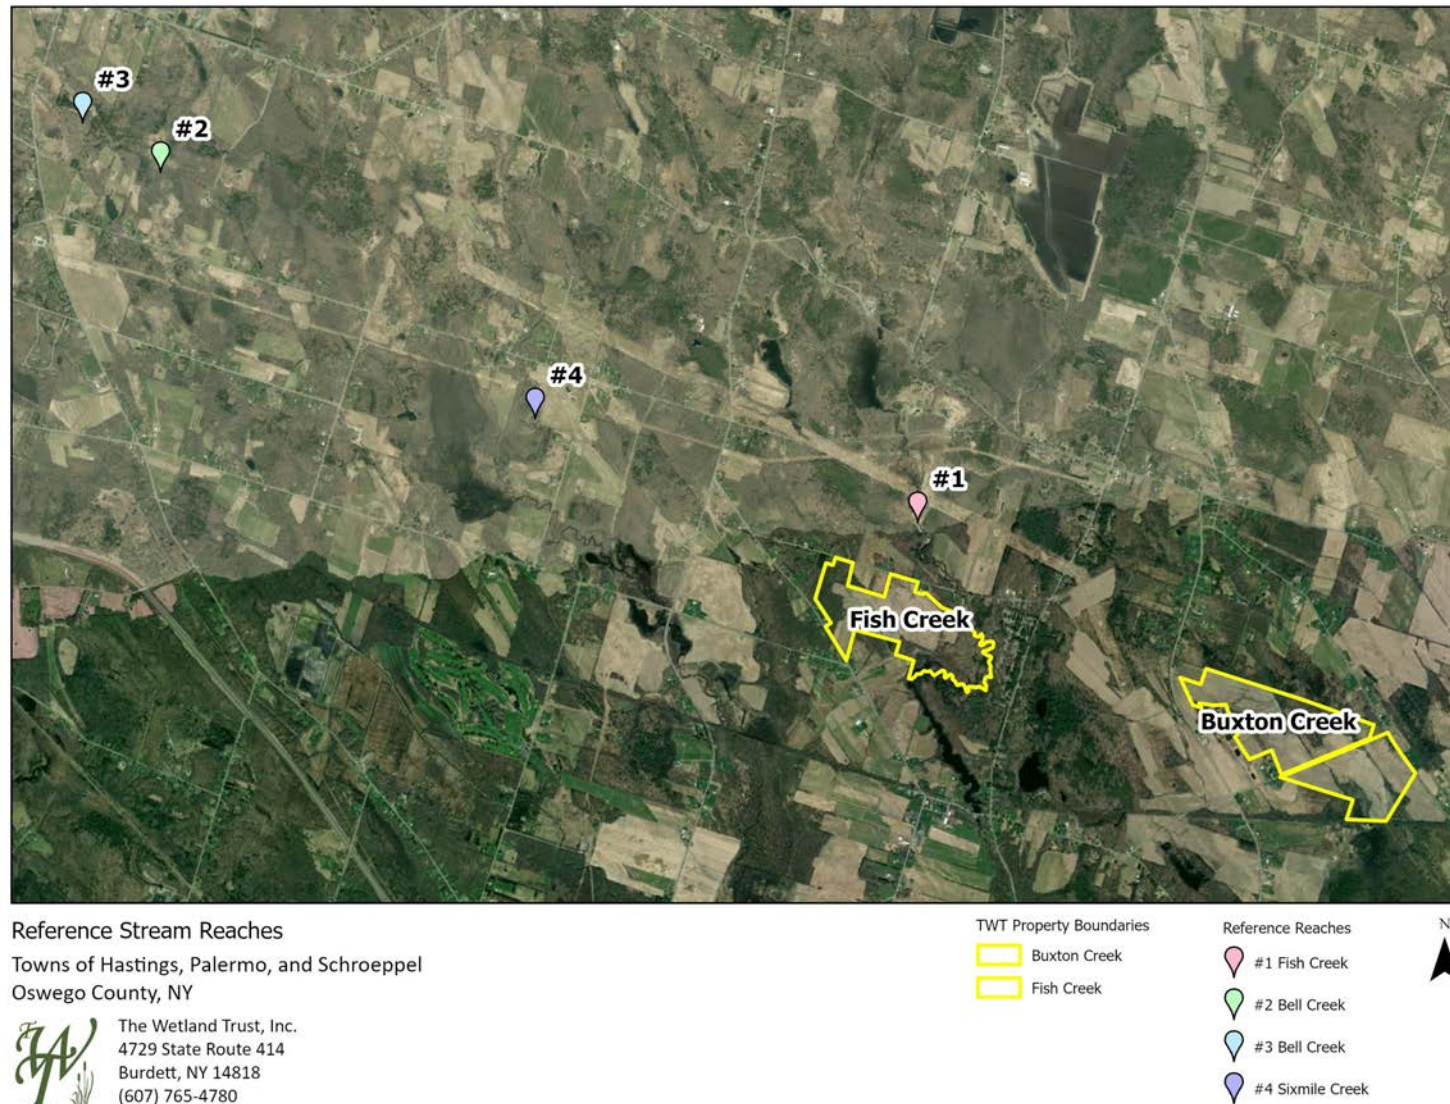 #3
#2
#4
#1
Fish Creek
Buxton Creek
Reference Stream Reaches
Towns of Hastings, Palermo, and Schroeppel
Oswego County, NY
TW
The Wetland Trust, Inc.
4729 State Route 414
Burdett, NY 14818
(607) 765-4780
TWT Property Boundaries
Buxton Creek
Fish Creek
Reference Reaches
#1 Fish Creek
#2 Bell Creek
#3 Bell Creek
#4 Sixmile Creek
N